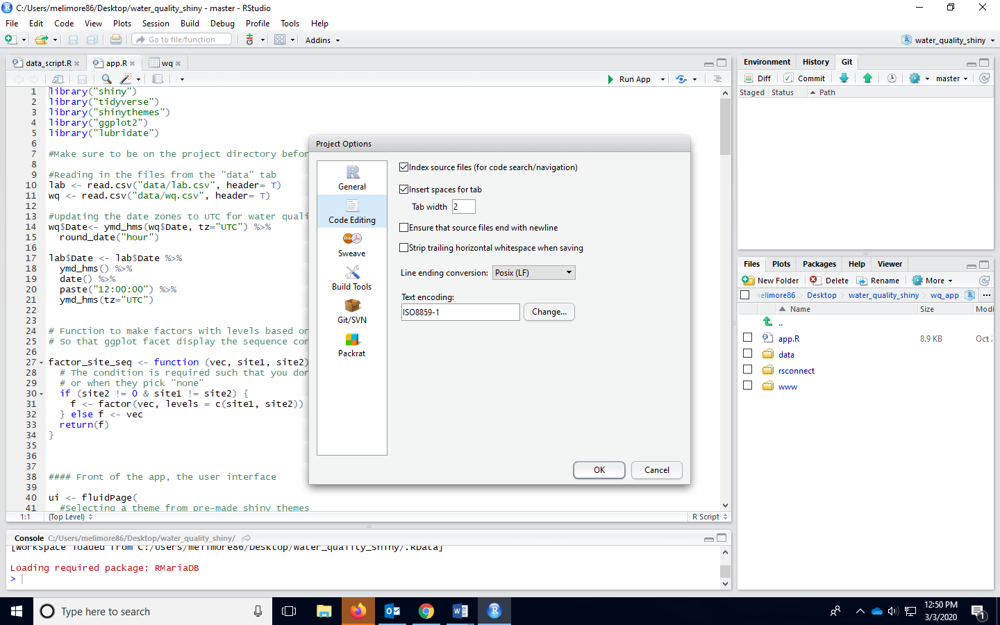 C:/Users/melimore86/Desktop/water_quality_shiny - master - RStudio
File Edit Code View Plots Session Build Debug Profile Tools Help
Go to file/function Addins water_quality_shiny
data_script.R app.R wq
Run App
1 library("shiny")
2 library("tidyverse")
3 library("shinythemes")
4 library("ggplot2")
5 library("lubridate")
6
7 #Make sure to be on the project directory befor
8
9 #Reading in the files from the "data" tab
10 lab <- read.csv("data/lab.csv", header= T)
11 wq <- read.csv("data/wq.csv", header= T)
12
13 #Updating the date zones to UTC for water quali
14 wq$Date<- ymd_hms(wq$Date, tz="UTC") %>%
15 round_date("hour")
16
17 lab$Date <- lab$Date %>%
18 ymd_hms() %>%
19 date() %>%
20 paste("12:00:00") %>%
21 ymd_hms(tz="UTC")
22
23
24 # Function to make factors with levels based or
25 # So that ggplot facet display the sequence cor
26
27 factor_site_seq <- function (vec, site1, site2)
28 # The condition is required such that you don
29 # or when they pick "none"
30 if (site2 != 0 & site1 != site2) {
31 f <- factor(vec, levels = c(site1, site2))
32 } else f <- vec
33 return(f)
34 }
35
36
37
38 #### Front of the app, the user interface
39
40 ui <- fluidPage(
41 #Selecting a theme from pre-made shiny themes
1:1 (Top Level) R Script
Console C:/Users/melimore86/Desktop/water_quality_shiny/
[Workspace loaded from C:/Users/melimore86/Desktop/water_quality_shiny/.RData]
Loading required package: RMariaDB
>
Project Options
General
Code Editing
Sweave
Build Tools
Git/SVN
Packrat
Index source files (for code search/navigation)
Insert spaces for tab
Tab width 2
Ensure that source files end with newline
Strip trailing horizontal whitespace when saving
Line ending conversion: Posix (LF)
Text encoding:
ISO8859-1 Change...
OK Cancel
Environment History Git
Diff Commit master
Staged Status Path
Files Plots Packages Help Viewer
New Folder Delete Rename More
elimore86 Desktop water_quality_shiny wq_app ...
Name Size Modi
..
app.R 8.9 KB Oct
data
rsconnect
www
Type here to search
12:50 PM
3/3/2020
1